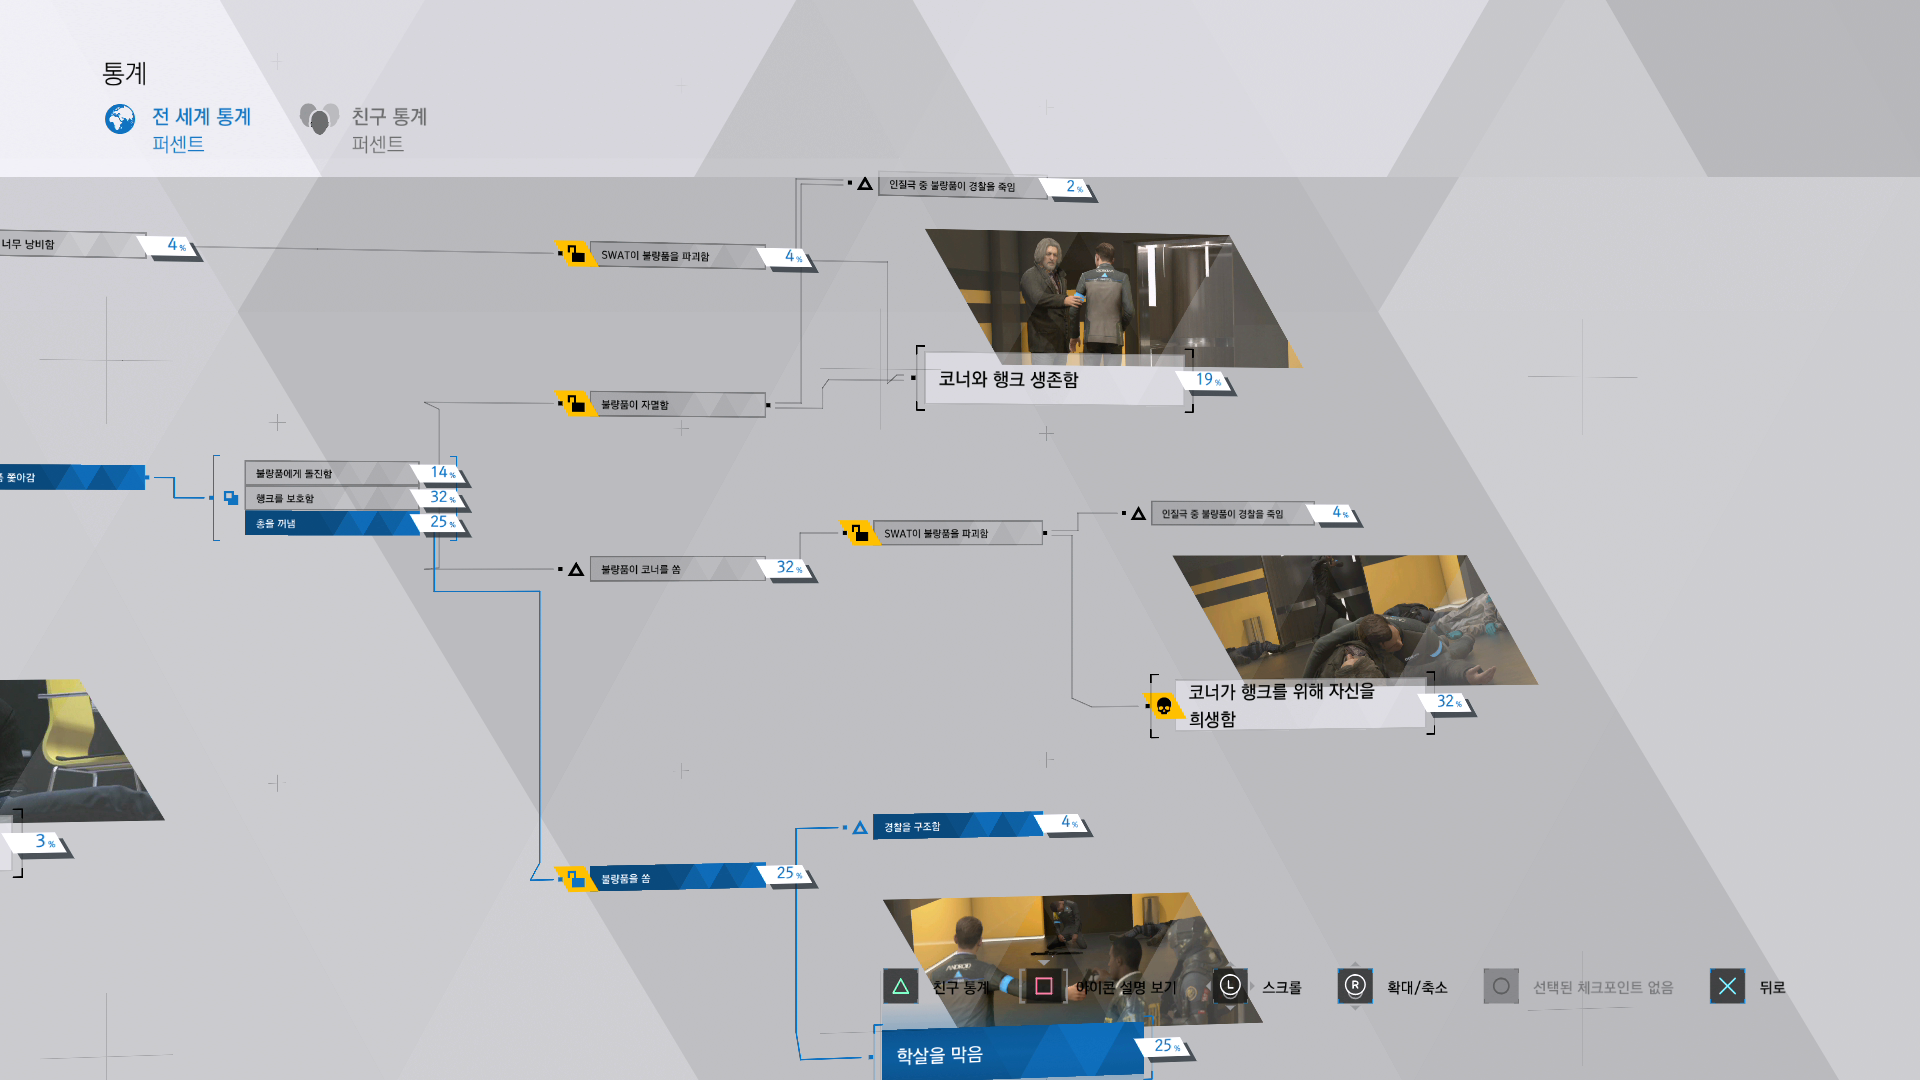 통계
전 세계 통계
퍼센트
친구 통계
퍼센트
인질극 중 불량품이 경찰을 죽임
2%
너무 낭비함
4%
SWAT이 불량품을 파괴함
4%
코너와 행크 생존함
19%
불량품이 자멸함
쫓아감
불량품에게 돌진함
14%
행크를 보호함
32%
총을 꺼냄
25%
SWAT이 불량품을 파괴함
인질극 중 불량품이 경찰을 죽임
4%
불량품이 코너를 쏨
32%
코너가 행크를 위해 자신을
희생함
32%
3%
경찰을 구조함
4%
불량품을 쏨
25%
ANDROID
친구 통계
아이콘 설명 보기
L
스크롤
R
확대/축소
선택된 체크포인트 없음
뒤로
학살을 막음
25%